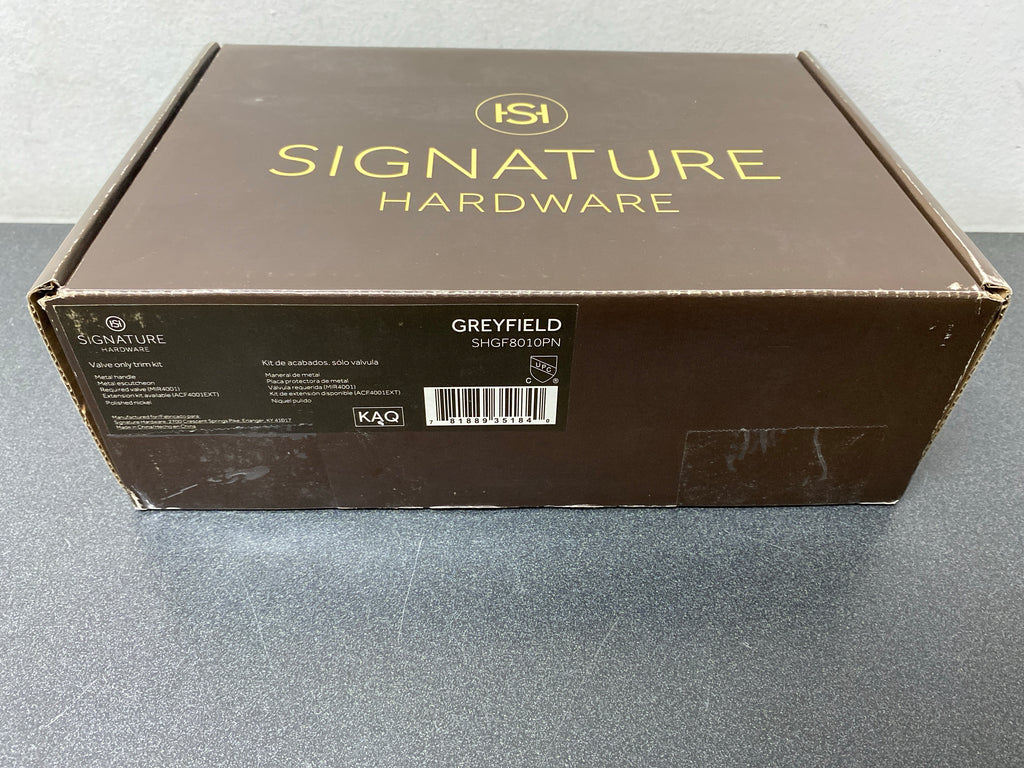 SIGNATURE
HARDWARE
SIGNATURE
HARDWARE
Valve only trim kit
Metal handle
Metal escutcheon
Required valve (MIR4001)
Extension kit available (ACF4001EXT)
Polished nickel
Manufactured for/Fabricado para:
Signature Hardware, 2700 Crescent Springs Pike, Erlanger, KY 41017
Made in China/Hecho en China
Kit de acabados, sólo válvula
Maneral de metal
Placa protectora de metal
Válvula requerida (MIR4001)
Kit de extensión disponible (ACF4001EXT)
Níquel pulido
KAQ
GREYFIELD
SHGF8010PN
UPC
C ®
7 81889 35184 0